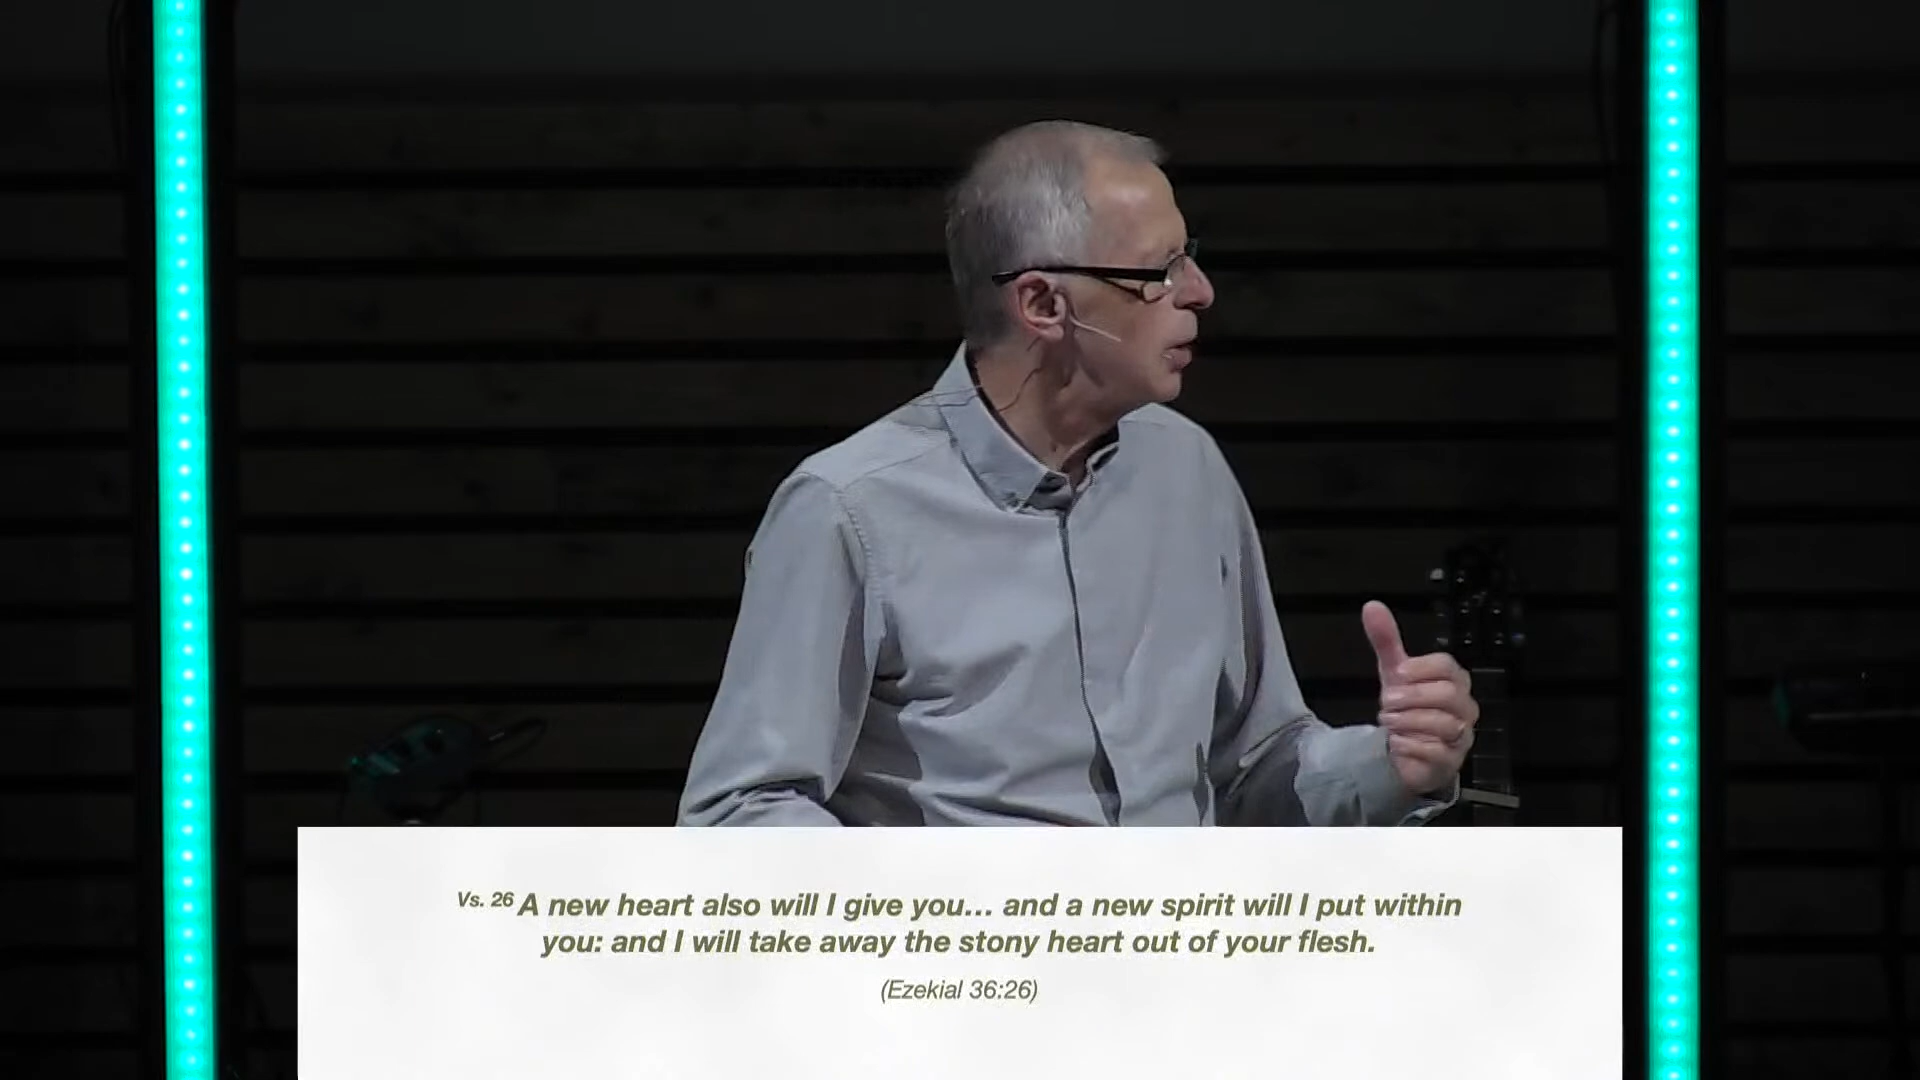 Vs. 26 A new heart also will I give you... and a new spirit will I put within
you: and I will take away the stony heart out of your flesh.
(Ezekial 36:26)